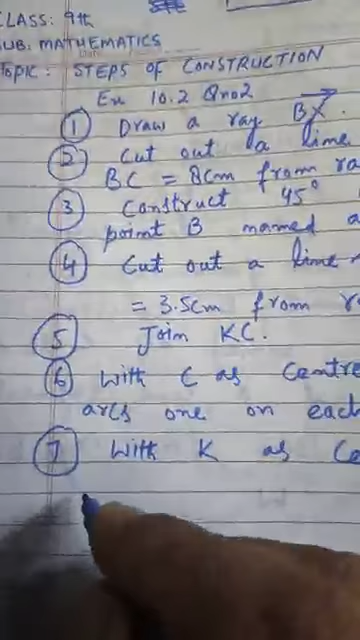 CLASS: 9th
SUB: MATHEMATICS
TOPIC: STEPS OF CONSTRUCTION
Ex 10.2 Qno2
1 Draw a ray BX.
2 Cut out a line
BC = 8cm from ra
3 Construct 45°
point B named a
4 Cut out a line
= 3.5cm from r
5 Join KC.
6 With C as Centre
arcs one on each
7 With K as Ce